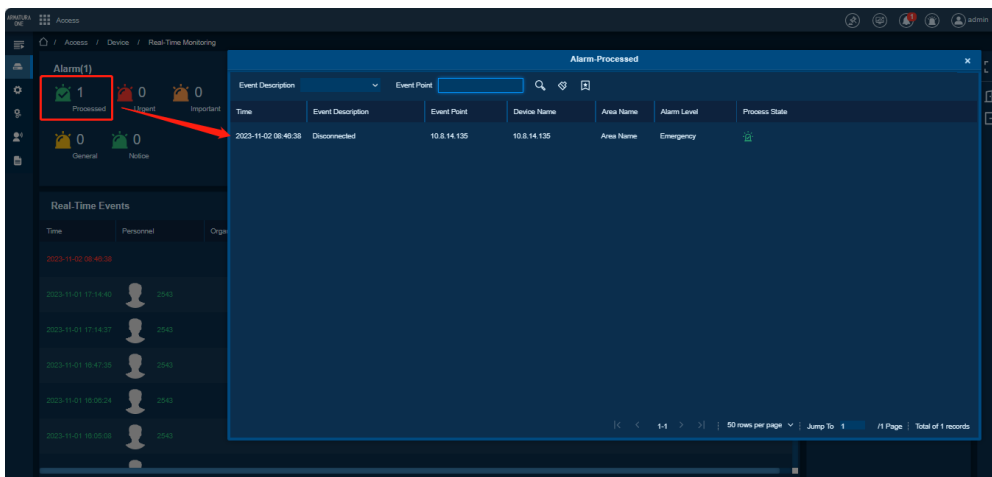 ARMATURA ONE
Access
1
admin
/ Access / Device / Real-Time Monitoring
Alarm(1)
1
Processed
0
Urgent
0
Important
0
General
0
Notice
Alarm-Processed
×
Event Description
Event Point
Time Event Description Event Point Device Name Area Name Alarm Level Process State
2023-11-02 08:46:38 Disconnected 10.8.14.135 10.8.14.135 Area Name Emergency
|< < 1-1 > >| 50 rows per page Jump To 1 /1 Page Total of 1 records
Real-Time Events
Time Personnel Orga
2023-11-02 08:46:38
2023-11-01 17:14:40 2543
2023-11-01 17:14:37 2543
2023-11-01 16:47:35 2543
2023-11-01 16:06:24 2543
2023-11-01 16:05:08 2543